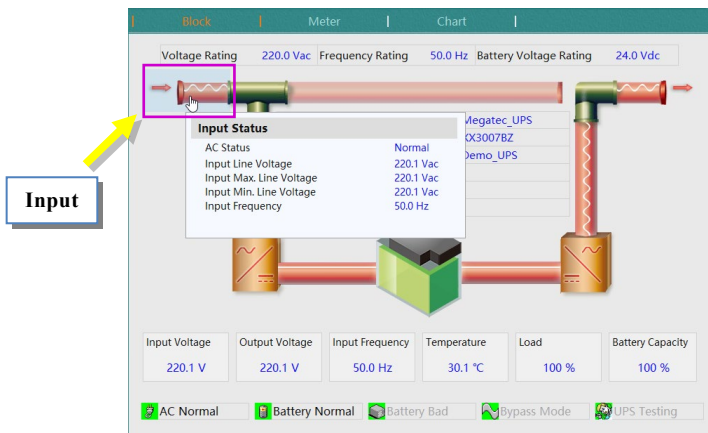 Block | Meter | Chart |
Voltage Rating 220.0 Vac Frequency Rating 50.0 Hz Battery Voltage Rating 24.0 Vdc
Input
Input Status
AC Status Normal
Input Line Voltage 220.1 Vac
Input Max. Line Voltage 220.1 Vac
Input Min. Line Voltage 220.1 Vac
Input Frequency 50.0 Hz
Megatec_UPS
XX3007BZ
Demo_UPS
Input Voltage Output Voltage Input Frequency Temperature Load Battery Capacity
220.1 V 220.1 V 50.0 Hz 30.1 ℃ 100 % 100 %
AC Normal Battery Normal Battery Bad Bypass Mode UPS Testing